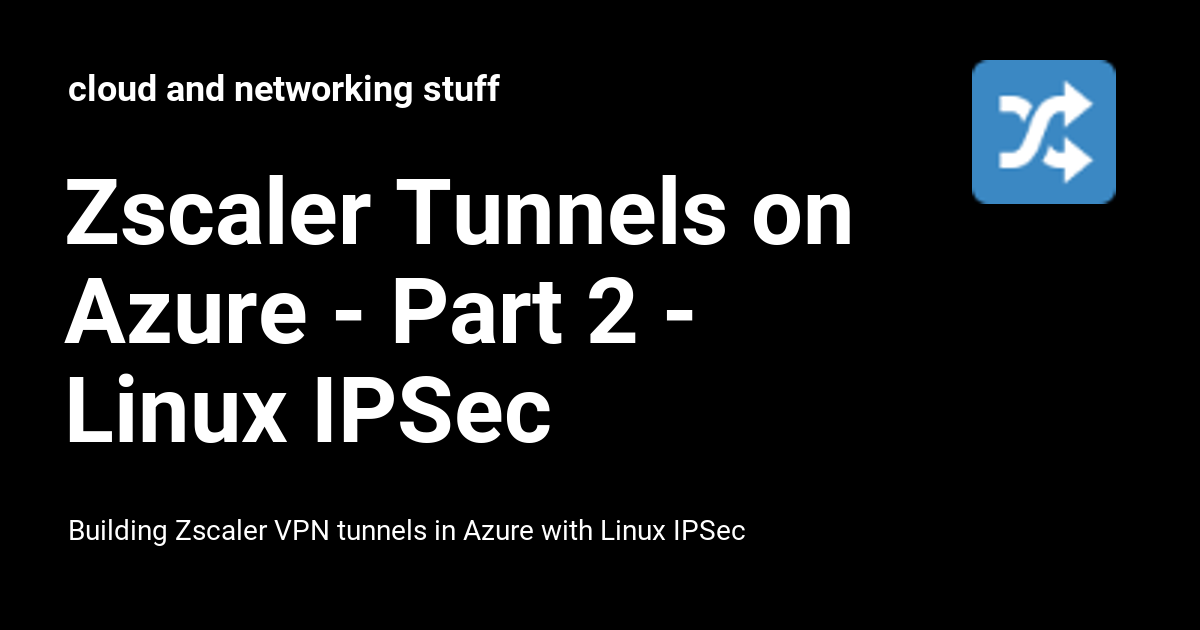 cloud and networking stuff
Zscaler Tunnels on
Azure - Part 2 -
Linux IPSec
Building Zscaler VPN tunnels in Azure with Linux IPSec